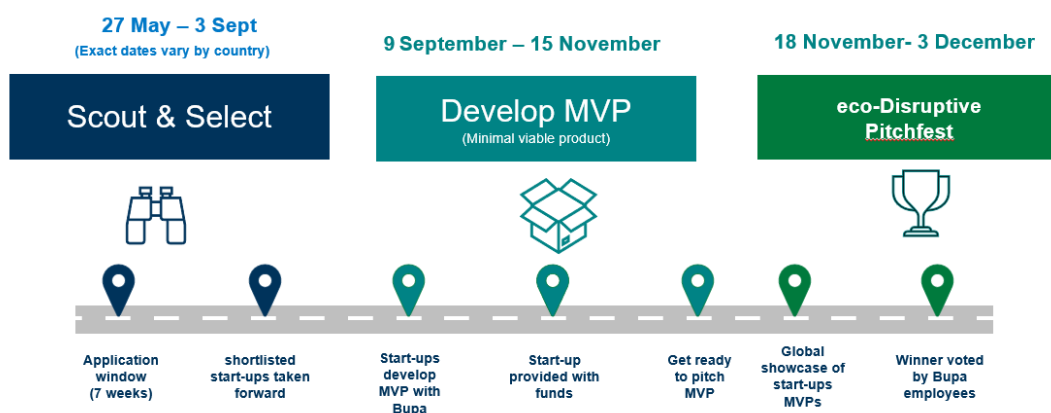 27 May – 3 Sept
(Exact dates vary by country)
Scout & Select
9 September – 15 November
Develop MVP
(Minimal viable product)
18 November- 3 December
eco-Disruptive
Pitchfest
Application
window
(7 weeks)
shortlisted
start-ups taken
forward
Start-ups
develop
MVP with
Bupa
Start-up
provided with
funds
Get ready
to pitch
MVP
Global
showcase of
start-ups
MVPs
Winner voted
by Bupa
employees